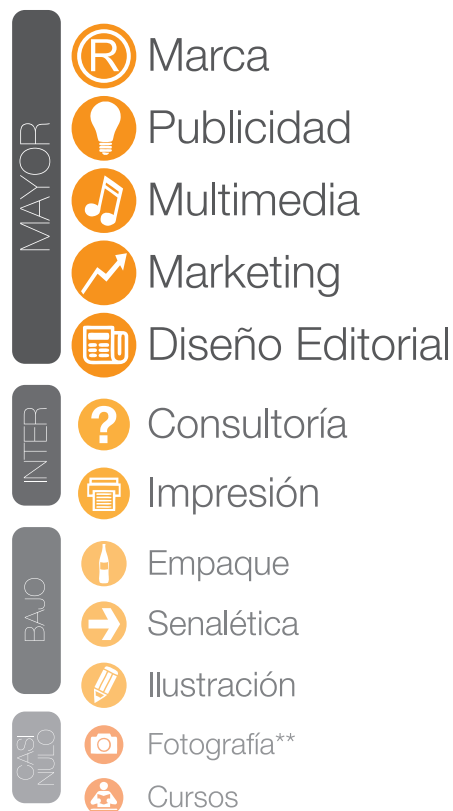 MAYOR
® Marca
Publicidad
Multimedia
Marketing
Diseño Editorial
INTER
? Consultoría
Impresión
BAJO
Empaque
Senalética
Ilustración
CASI
NULO
Fotografía**
Cursos